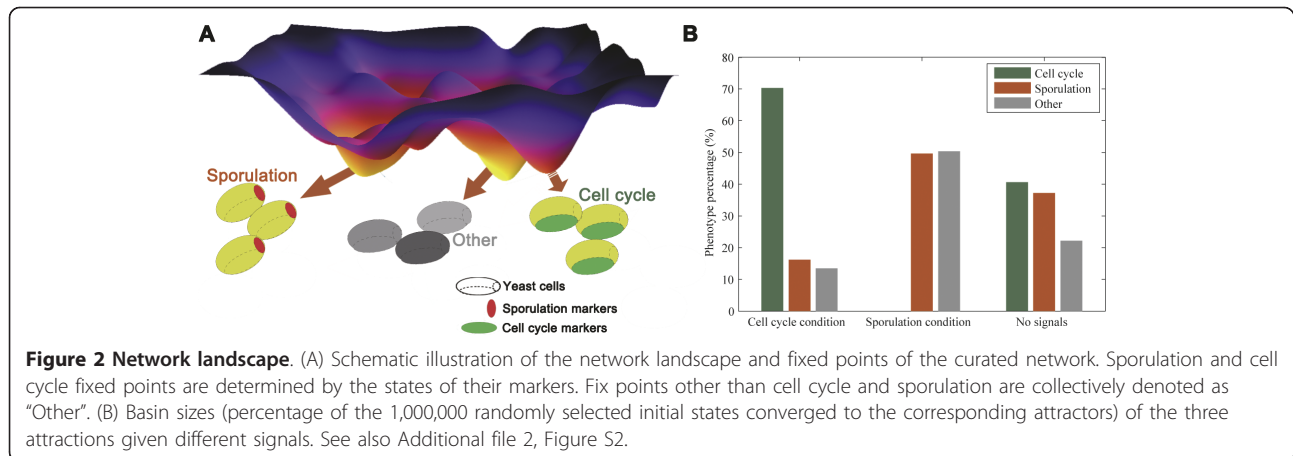 A
Sporulation
Other
Cell cycle
Yeast cells
Sporulation markers
Cell cycle markers
B
Phenotype percentage (%)
80
70
60
50
40
30
20
10
0
Cell cycle
Sporulation
Other
Cell cycle condition
Sporulation condition
No signals
Figure 2 Network landscape. (A) Schematic illustration of the network landscape and fixed points of the curated network. Sporulation and cell
cycle fixed points are determined by the states of their markers. Fix points other than cell cycle and sporulation are collectively denoted as
“Other”. (B) Basin sizes (percentage of the 1,000,000 randomly selected initial states converged to the corresponding attractors) of the three
attractions given different signals. See also Additional file 2, Figure S2.